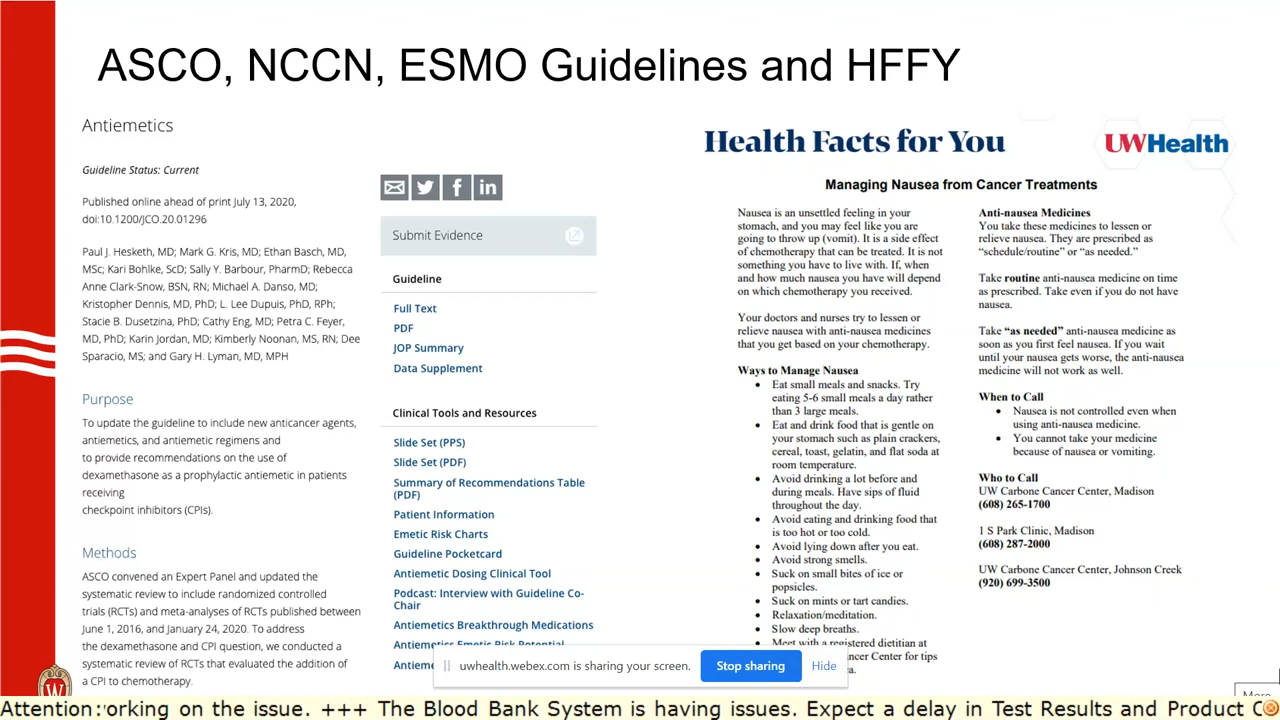 ASCO, NCCN, ESMO Guidelines and HFFY
Antiemetics
Guideline Status: Current
Published online ahead of print July 13, 2020,
doi:10.1200/JCO.20.01296
Paul J. Hesketh, MD; Mark G. Kris, MD; Ethan Basch, MD,
MSc; Kari Bohlke, ScD; Sally Y. Barbour, PharmD; Rebecca
Anne Clark-Snow, BSN, RN; Michael A. Danso, MD;
Kristopher Dennis, MD, PhD; L. Lee Dupuis, PhD, RPh;
Stacie B. Dusetzina, PhD; Cathy Eng, MD; Petra C. Feyer,
MD, PhD; Karin Jordan, MD; Kimberly Noonan, MS, RN; Dee
Sparacio, MS; and Gary H. Lyman, MD, MPH
Purpose
To update the guideline to include new anticancer agents,
antiemetics, and antiemetic regimens and
to provide recommendations on the use of
dexamethasone as a prophylactic antiemetic in patients
receiving
checkpoint inhibitors (CPIs).
Methods
ASCO convened an Expert Panel and updated the
systematic review to include randomized controlled
trials (RCTs) and meta-analyses of RCTs published between
June 1, 2016, and January 24, 2020. To address
the dexamethasone and CPI question, we conducted a
systematic review of RCTs that evaluated the addition of
a CPI to chemotherapy.
Submit Evidence
Guideline
Full Text
PDF
JOP Summary
Data Supplement
Clinical Tools and Resources
Slide Set (PPS)
Slide Set (PDF)
Summary of Recommendations Table
(PDF)
Patient Information
Emetic Risk Charts
Guideline Pocketcard
Antiemetic Dosing Clinical Tool
Podcast: Interview with Guideline Co-
Chair
Antiemetics Breakthrough Medications
Antiemetics Emetic Risk Potential
Antieme
Health Facts for You
UWHealth
Managing Nausea from Cancer Treatments
Nausea is an unsettled feeling in your
stomach, and you may feel like you are
going to throw up (vomit). It is a side effect
of chemotherapy that can be treated. It is not
something you have to live with. If, when
and how much nausea you have will depend
on which chemotherapy you received.
Your doctors and nurses try to lessen or
relieve nausea with anti-nausea medicines
that you get based on your chemotherapy.
Ways to Manage Nausea
• Eat small meals and snacks. Try
eating 5-6 small meals a day rather
than 3 large meals.
• Eat and drink food that is gentle on
your stomach such as plain crackers,
cereal, toast, gelatin, and flat soda at
room temperature.
• Avoid drinking a lot before and
during meals. Have sips of fluid
throughout the day.
• Avoid eating and drinking food that
is too hot or too cold.
• Avoid lying down after you eat.
• Avoid strong smells.
• Suck on small bites of ice or
popsicles.
• Suck on mints or tart candies.
• Relaxation/meditation.
• Slow deep breaths.
• Meet with a registered dietitian at
ncer Center for tips
a.
Anti-nausea Medicines
You take these medicines to lessen or
relieve nausea. They are prescribed as
“schedule/routine” or “as needed.”
Take routine anti-nausea medicine on time
as prescribed. Take even if you do not have
nausea.
Take “as needed” anti-nausea medicine as
soon as you first feel nausea. If you wait
until your nausea gets worse, the anti-nausea
medicine will not work as well.
When to Call
• Nausea is not controlled even when
using anti-nausea medicine.
• You cannot take your medicine
because of nausea or vomiting.
Who to Call
UW Carbone Cancer Center, Madison
(608) 265-1700
1 S Park Clinic, Madison
(608) 287-2000
UW Carbone Cancer Center, Johnson Creek
(920) 699-3500
uwhealth.webex.com is sharing your screen.
Stop sharing
Hide
W
Attention: orking on the issue. +++ The Blood Bank System is having issues. Expect a delay in Test Results and Product